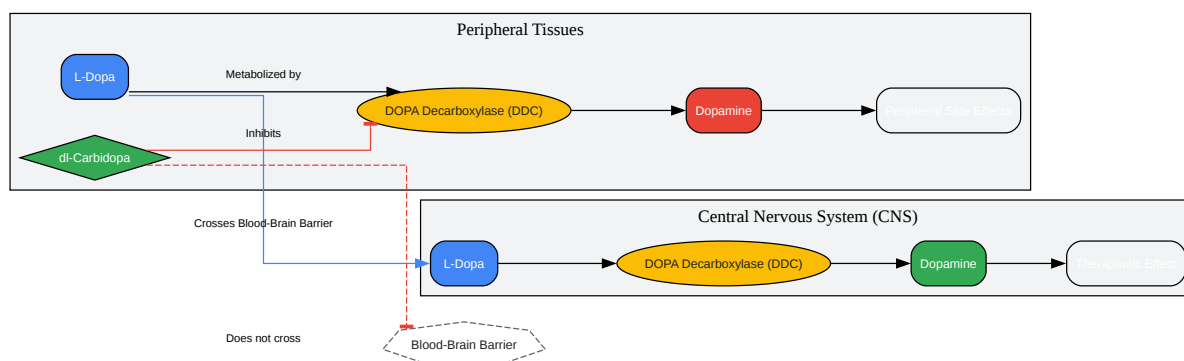 Peripheral Tissues
L-Dopa
Metabolized by
DOPA Decarboxylase (DDC)
Dopamine
Peripheral Side Effects
Inhibits
dl-Carbidopa
Crosses Blood-Brain Barrier
Central Nervous System (CNS)
L-Dopa
DOPA Decarboxylase (DDC)
Dopamine
Therapeutic Effect
Does not cross
Blood-Brain Barrier